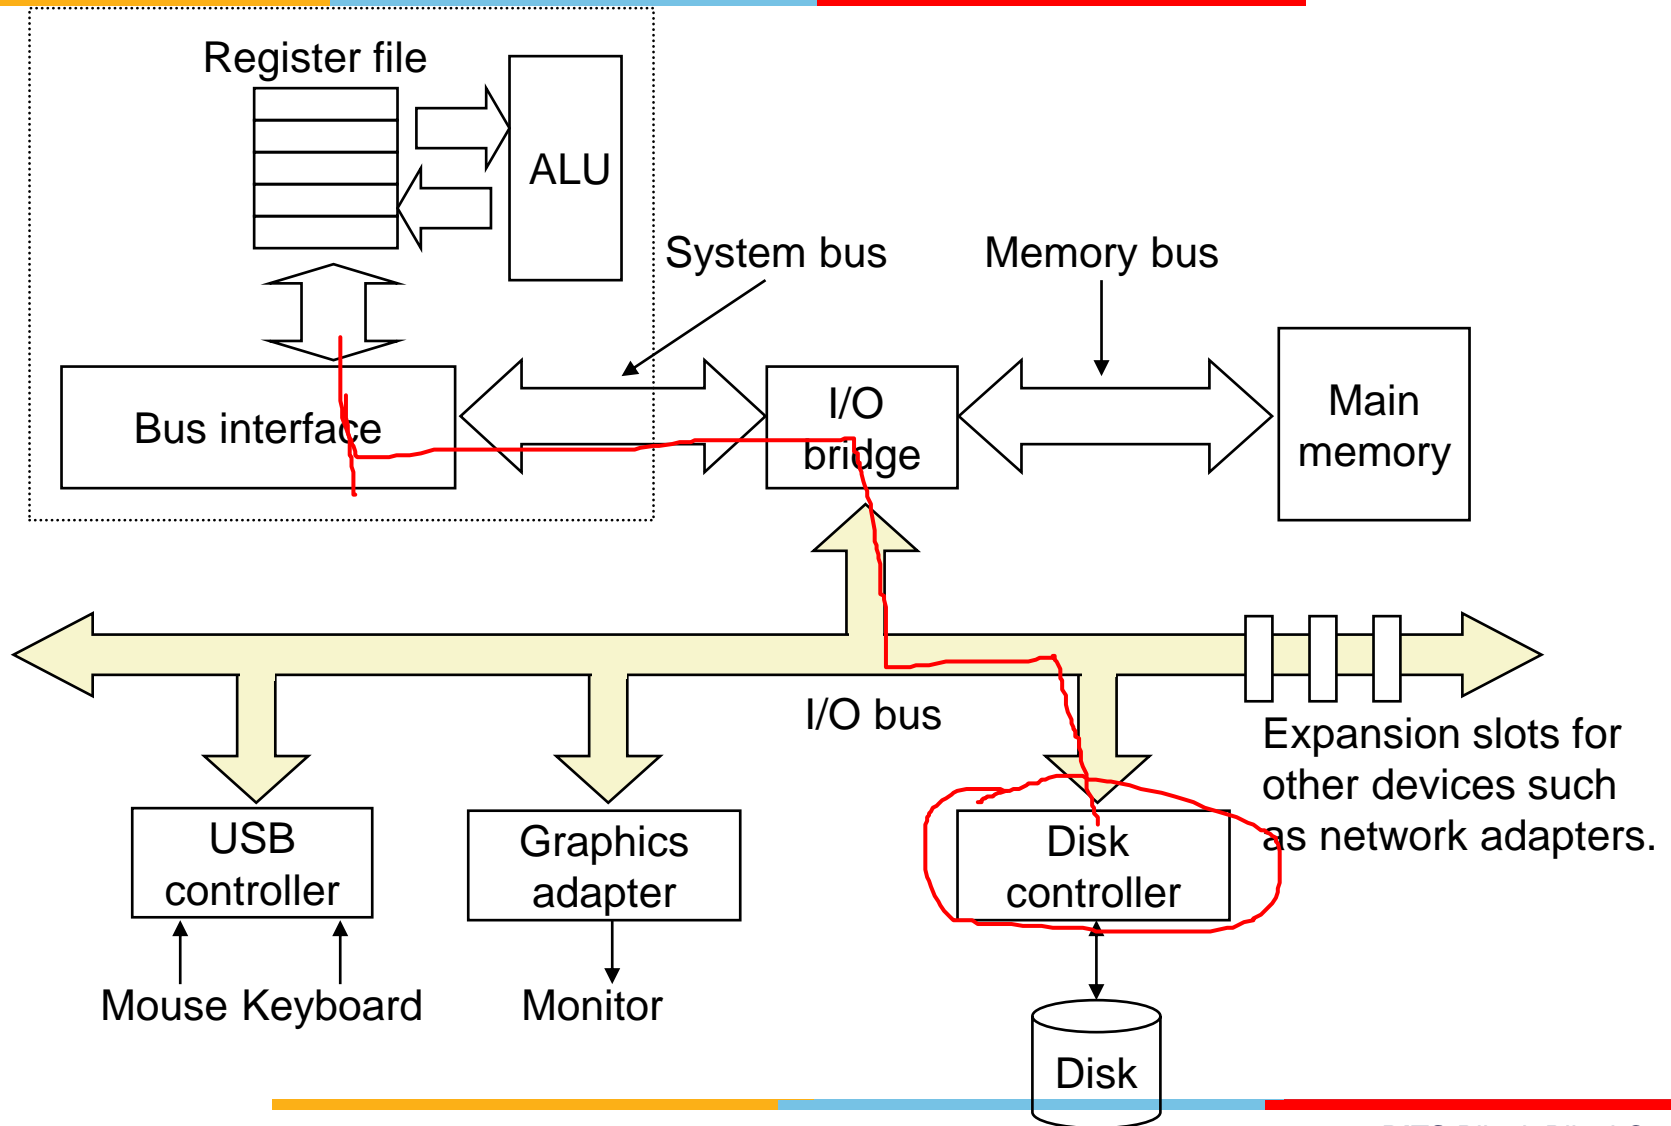 Register file
ALU
System bus
Memory bus
Bus interface
I/O
bridge
Main
memory
I/O bus
Expansion slots for
other devices such
as network adapters.
USB
controller
Graphics
adapter
Disk
controller
Mouse Keyboard
Monitor
Disk